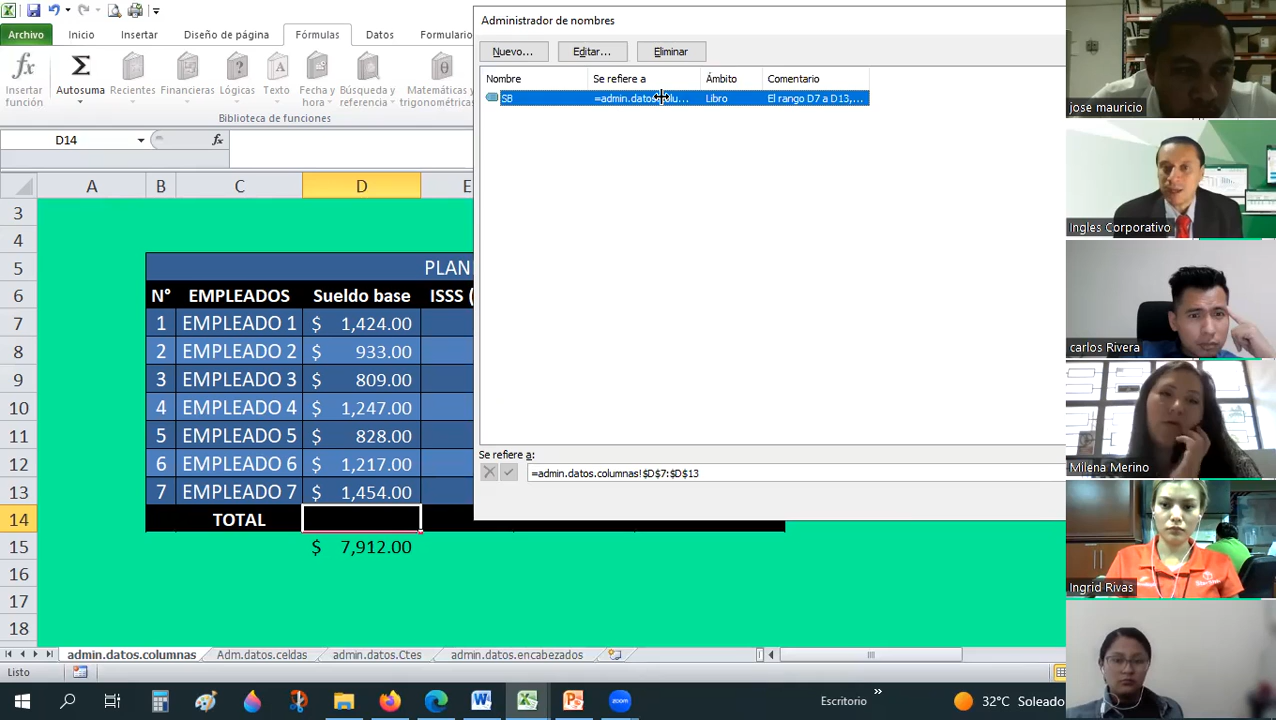 Archivo Inicio Insertar Diseño de página Fórmulas Datos Formulario
Insertar función
Autosuma
Recientes
Financieras
Lógicas
Texto
Fecha y hora
Búsqueda y referencia
Matemáticas y trigonométricas
Biblioteca de funciones
D14 fx
A B C D E
3
4
5 PLAN
6 N° EMPLEADOS Sueldo base ISSS (
7 1 EMPLEADO 1 $ 1,424.00
8 2 EMPLEADO 2 $ 933.00
9 3 EMPLEADO 3 $ 809.00
10 4 EMPLEADO 4 $ 1,247.00
11 5 EMPLEADO 5 $ 828.00
12 6 EMPLEADO 6 $ 1,217.00
13 7 EMPLEADO 7 $ 1,454.00
14 TOTAL
15 $ 7,912.00
16
17
18
admin.datos.columnas Adm.datos.celdas admin.datos.Ctes admin.datos.encabezados
Listo
Administrador de nombres
Nuevo... Editar... Eliminar
Nombre Se refiere a Ámbito Comentario
SB =admin.datos.colu... Libro El rango D7 a D13,...
Se refiere a:
=admin.datos.columnas!$D$7:$D$13
jose mauricio
Ingles Corporativo
carlos Rivera
Milena Merino
Ingrid Rivas
zoom
Escritorio » 32°C Soleado